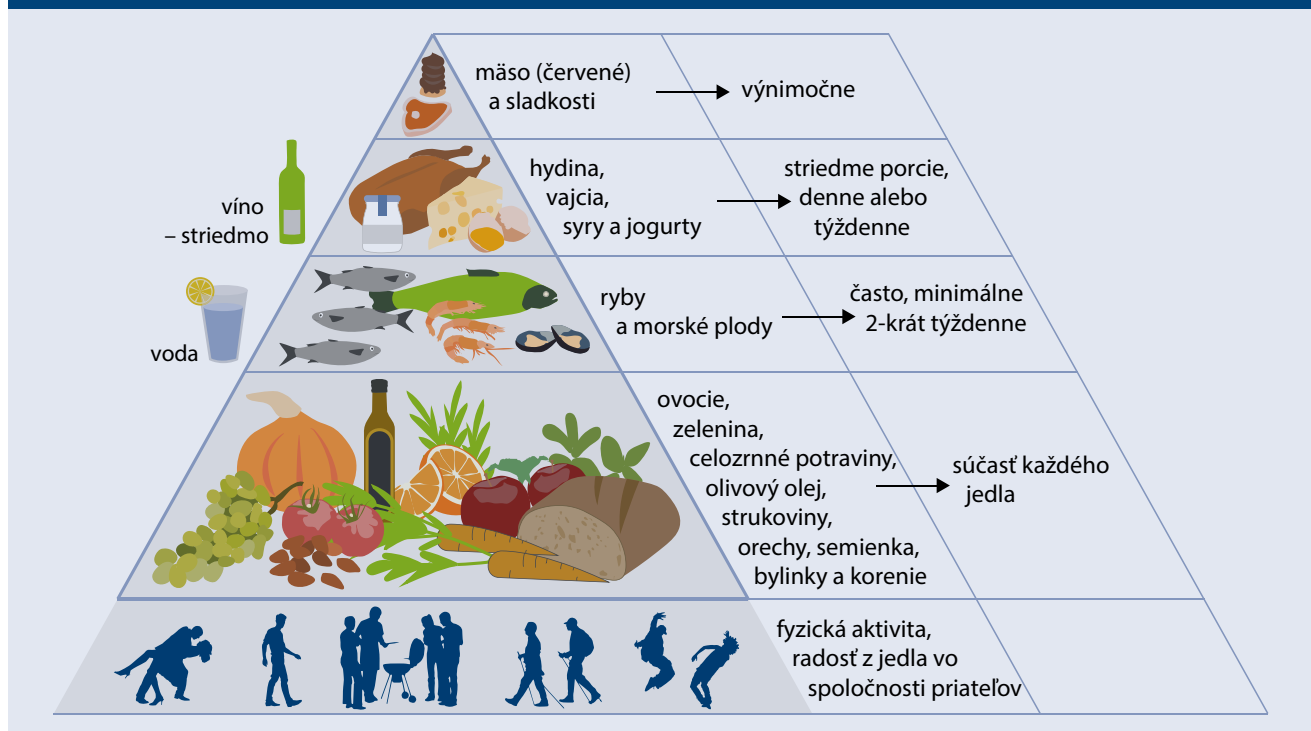 mäso (červené)
a sladkosti
výnimočne
hydina,
vajcia,
syry a jogurty
striedme porcie,
denne alebo
týždenne
víno
– striedmo
ryby
a morské plody
často, minimálne
2-krát týždenne
voda
ovocie,
zelenina,
celozrnné potraviny,
olivový olej,
strukoviny,
orechy, semienka,
bylinky a korenie
súčasť každého
jedla
fyzická aktivita,
radosť z jedla vo
spoločnosti priateľov